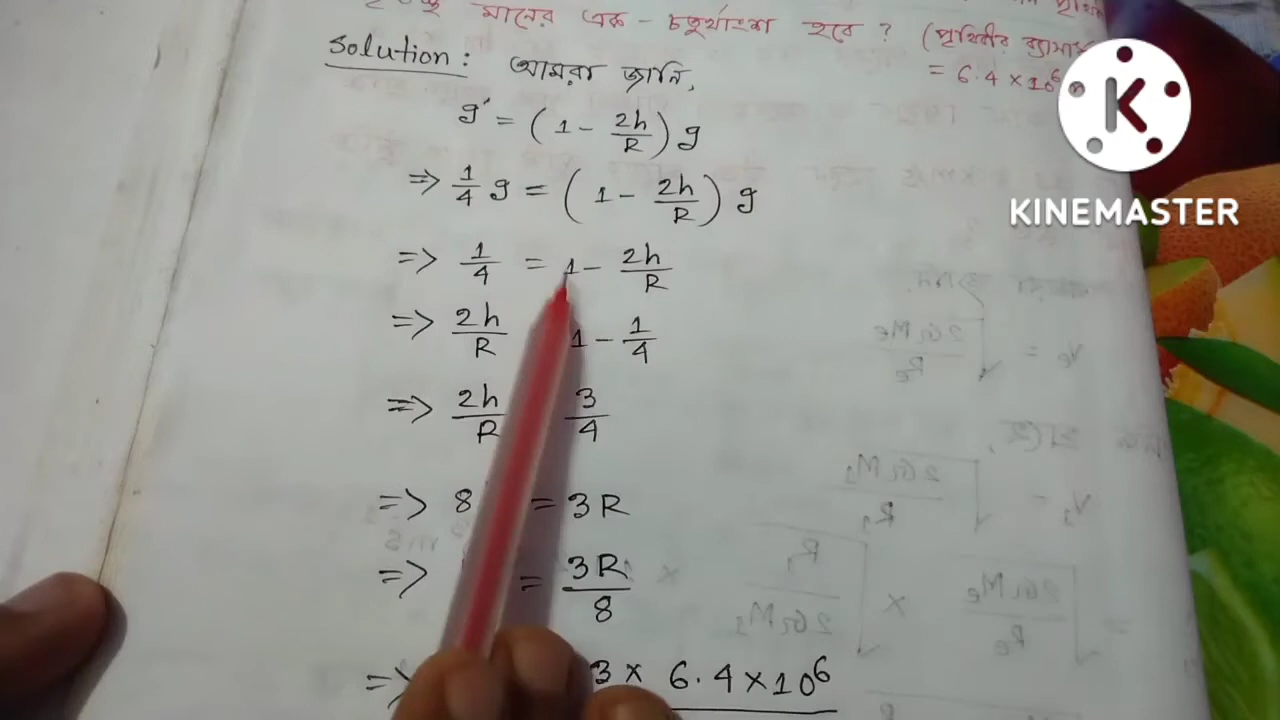 মানের এক - চতুর্থাংশ হবে ? (পৃথিবীর ব্যাসার্ধ
= 6.4 × 10⁶
Solution : আমরা জানি,
g' = (1 - 2h/R) g
=> 1/4 g = (1 - 2h/R) g
=> 1/4 = 1 - 2h/R
=> 2h/R 1 - 1/4
=> 2h/R 3/4
=> 8 = 3R
=> = 3R/8
=> 3 × 6.4 × 10⁶
KINEMASTER